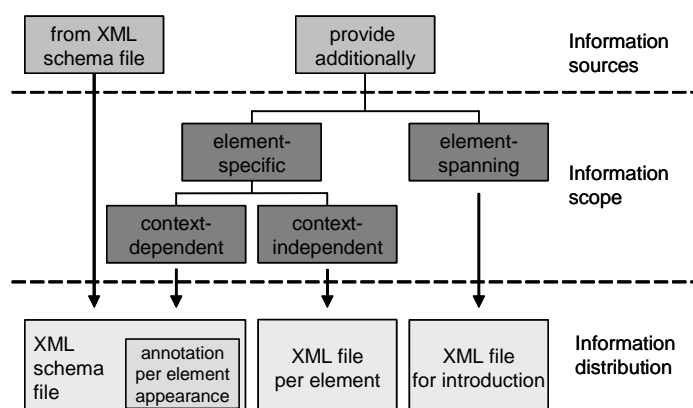 from XML
schema file
provide
additionally
Information
sources
element-
specific
element-
spanning
Information
scope
context-
dependent
context-
independent
XML
schema
file
annotation
per element
appearance
XML file
per element
XML file
for introduction
Information
distribution